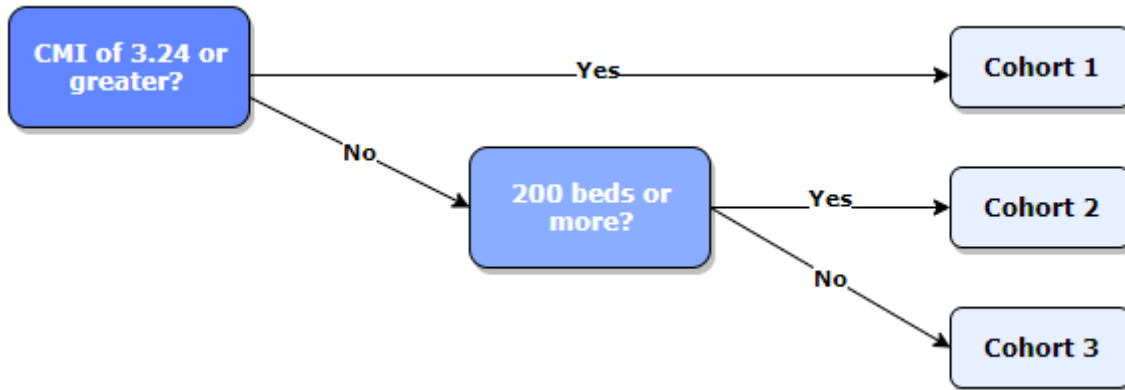 CMI of 3.24 or
greater?
Yes
Cohort 1
No
200 beds or
more?
Yes
Cohort 2
No
Cohort 3